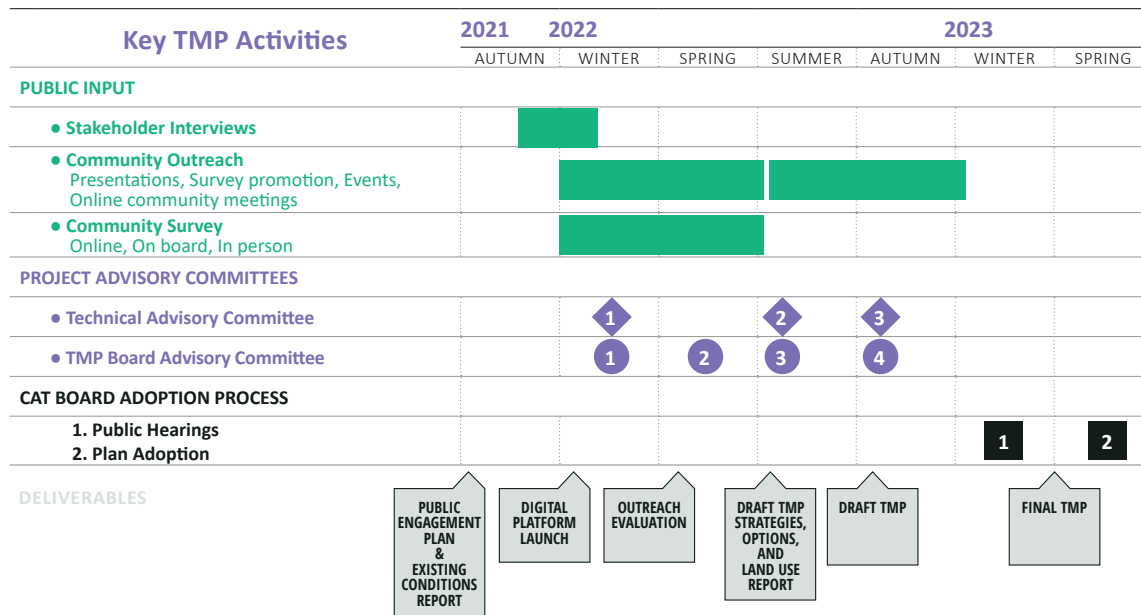 Key TMP Activities
2021 2022 2023
AUTUMN WINTER SPRING SUMMER AUTUMN WINTER SPRING
PUBLIC INPUT
● Stakeholder Interviews
● Community Outreach
Presentations, Survey promotion, Events,
Online community meetings
● Community Survey
Online, On board, In person
PROJECT ADVISORY COMMITTEES
● Technical Advisory Committee
1 2 3
● TMP Board Advisory Committee
1 2 3 4
CAT BOARD ADOPTION PROCESS
1. Public Hearings
2. Plan Adoption
1 2
DELIVERABLES
PUBLIC
ENGAGEMENT
PLAN
&
EXISTING
CONDITIONS
REPORT
DIGITAL
PLATFORM
LAUNCH
OUTREACH
EVALUATION
DRAFT TMP
STRATEGIES,
OPTIONS,
AND
LAND USE
REPORT
DRAFT TMP
FINAL TMP